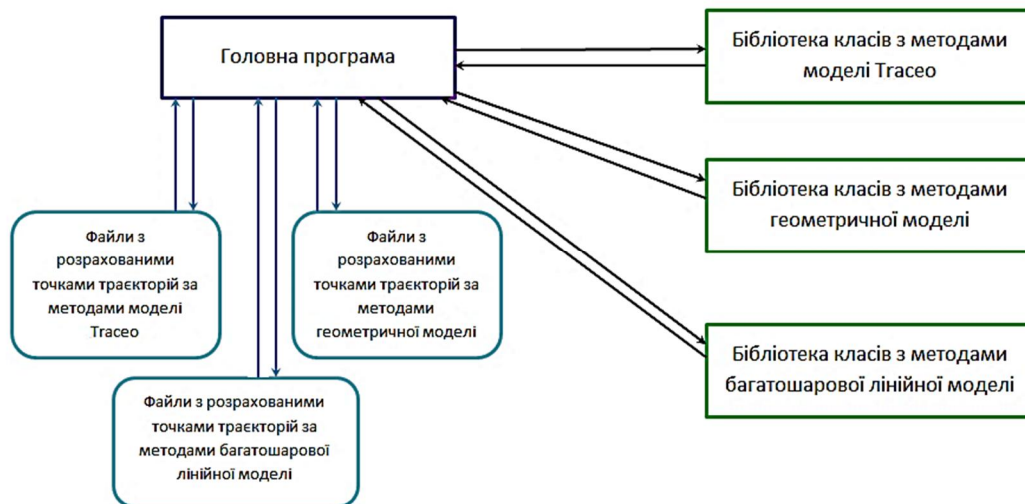 Головна програма
Бібліотека класів з методами
моделі Traceo
Бібліотека класів з методами
геометричної моделі
Бібліотека класів з методами
багатошарової лінійної моделі
Файли з
розрахованими
точками траєкторій за
методами моделі
Traceo
Файли з
розрахованими
точками траєкторій за
методами
геометричної моделі
Файли з розрахованими
точками траєкторій за
методами багатошарової
лінійної моделі